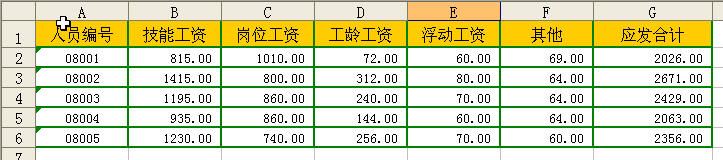 A B C D E F G
1 人员编号 技能工资 岗位工资 工龄工资 浮动工资 其他 应发合计
2 08001 815.00 1010.00 72.00 60.00 69.00 2026.00
3 08002 1415.00 800.00 312.00 80.00 64.00 2671.00
4 08003 1195.00 860.00 240.00 70.00 64.00 2429.00
5 08004 935.00 860.00 144.00 60.00 64.00 2063.00
6 08005 1230.00 740.00 256.00 70.00 60.00 2356.00
7